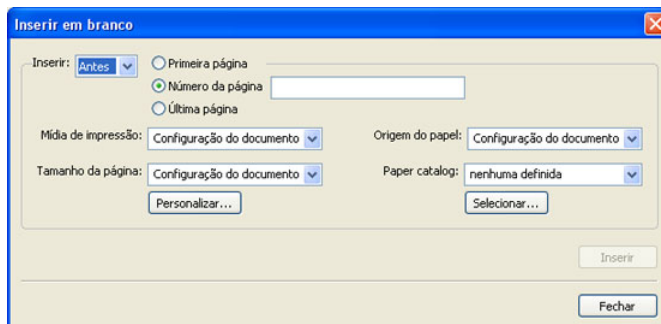 Inserir em branco
Inserir: Antes
Primeira página
Número da página
Última página
Mídia de impressão: Configuração do documento Origem do papel: Configuração do documento
Tamanho da página: Configuração do documento Paper catalog: nenhuma definida
Personalizar... Selecionar...
Inserir
Fechar